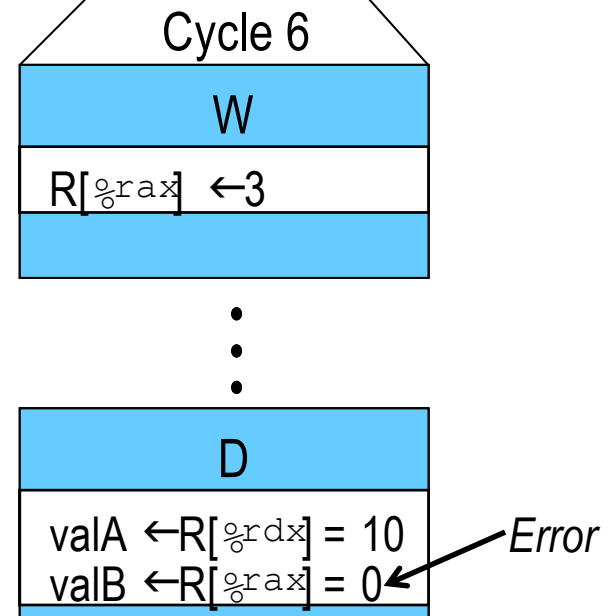 Cycle 6
W
R[%rax] ←3
•
•
•
D
valA ←R[%rdx] = 10
valB ←R[%rax] = 0
Error